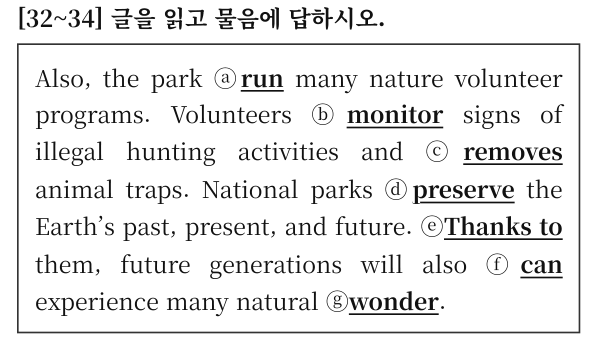 [32~34] 글을 읽고 물음에 답하시오.
Also, the park ⓐrun many nature volunteer
programs. Volunteers ⓑ monitor signs of
illegal hunting activities and ⓒ removes
animal traps. National parks ⓓpreserve the
Earth’s past, present, and future. ⓔThanks to
them, future generations will also ⓕ can
experience many natural ⓖwonder.